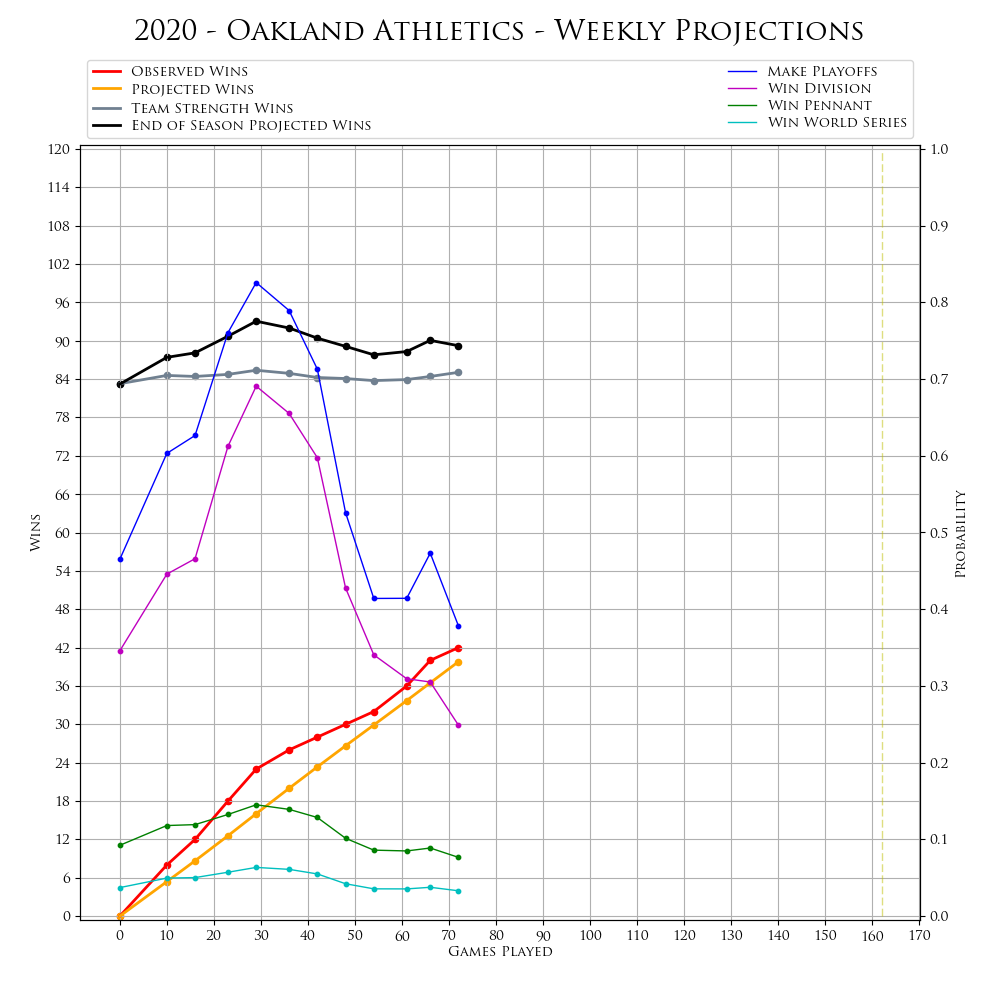 2020 - Oakland Athletics - Weekly Projections
Observed Wins
Projected Wins
Team Strength Wins
End of Season Projected Wins
Make Playoffs
Win Division
Win Pennant
Win World Series
120
114
108
102
96
90
84
78
72
66
60
54
48
42
36
30
24
18
12
6
0
Wins
1.0
0.9
0.8
0.7
0.6
0.5
0.4
0.3
0.2
0.1
0.0
Probability
0 10 20 30 40 50 60 70 80 90 100 110 120 130 140 150 160 170
Games Played